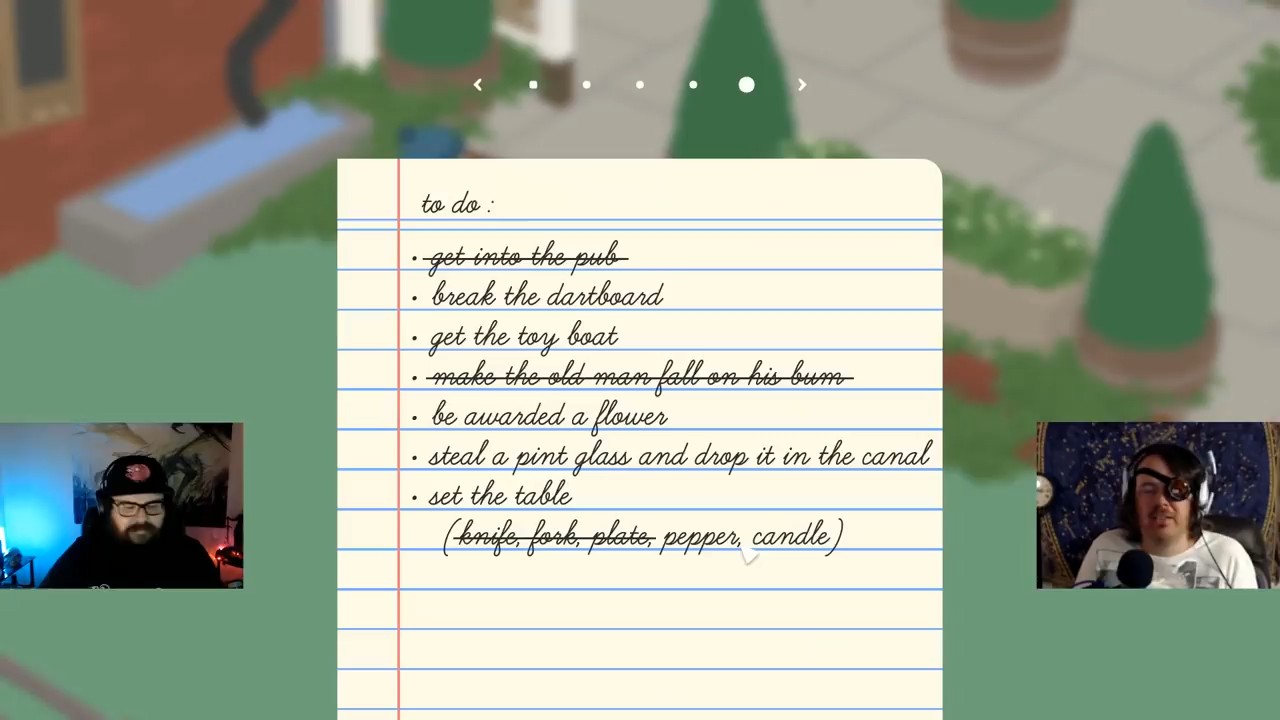 to do :
• get into the pub
• break the dartboard
• get the toy boat
• make the old man fall on his bum
• be awarded a flower
• steal a pint glass and drop it in the canal
• set the table
(knife, fork, plate, pepper, candle)